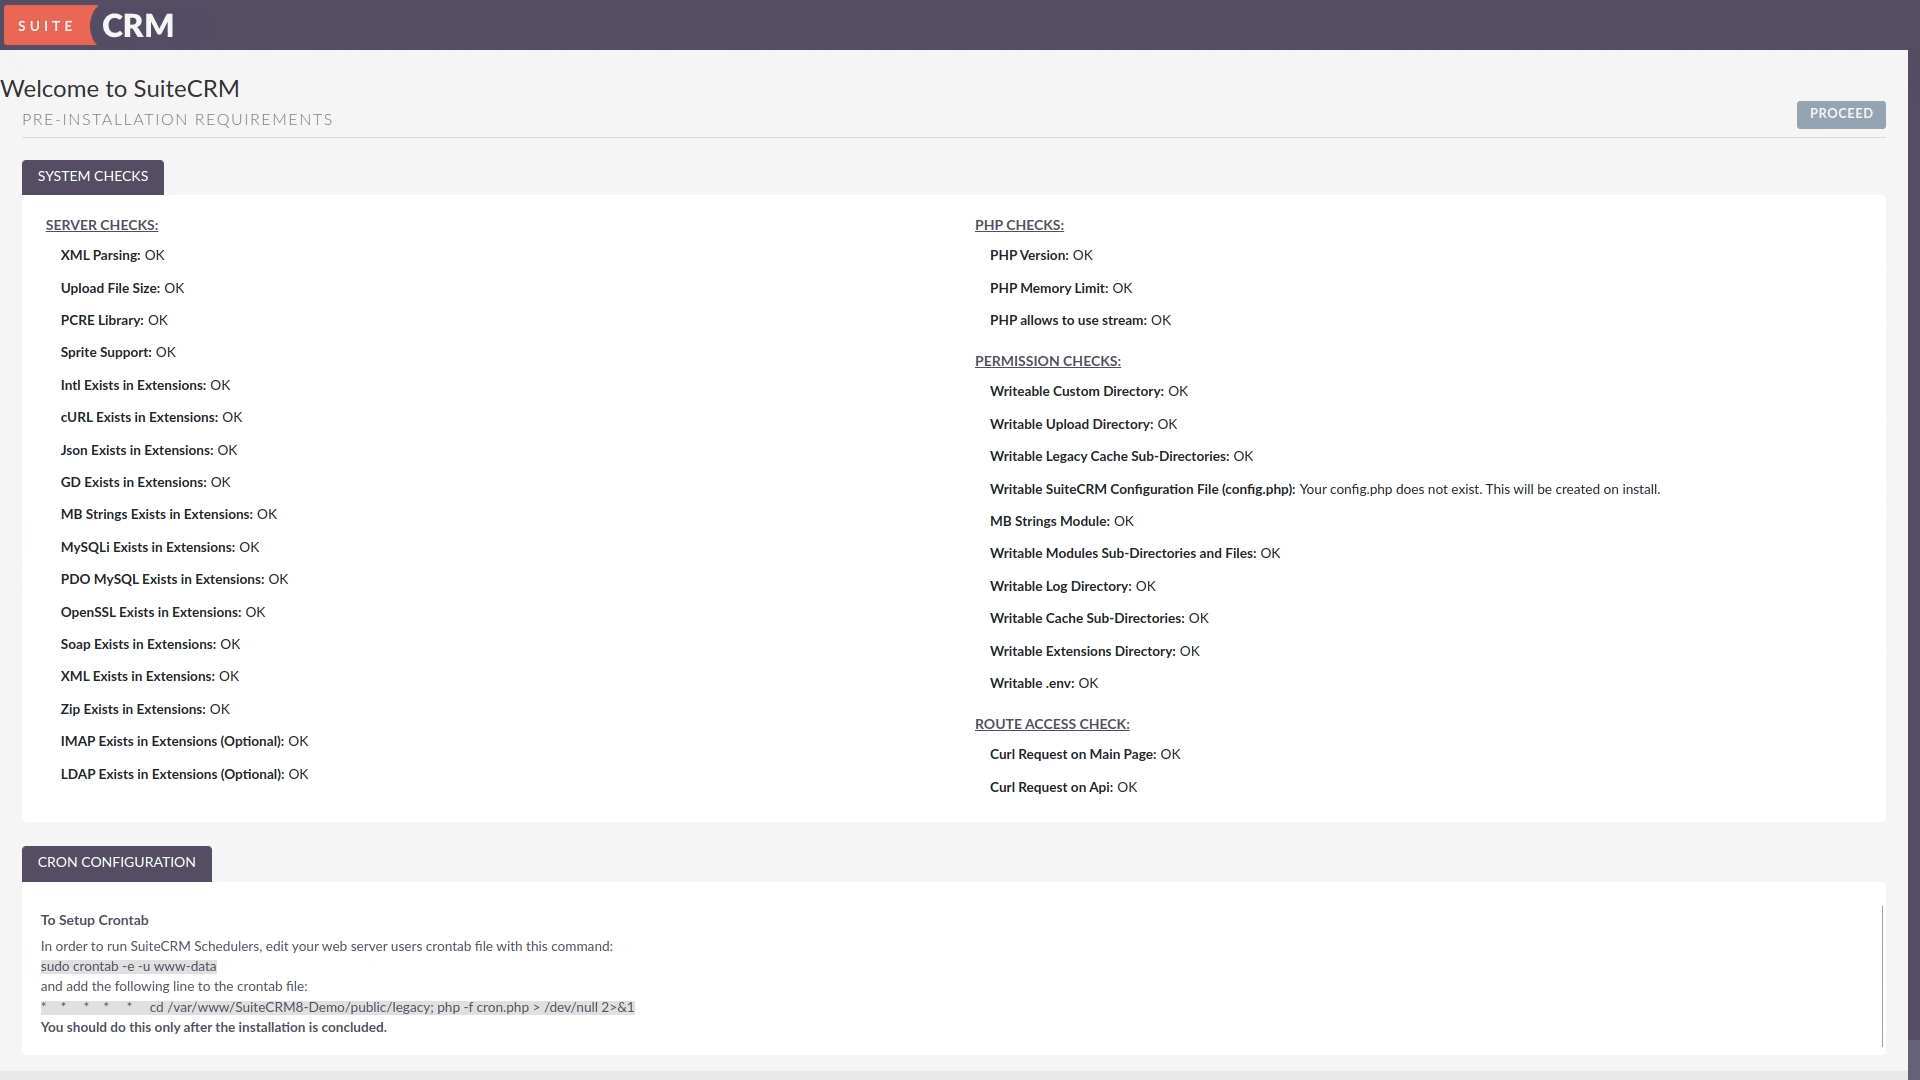 SUITE CRM
Welcome to SuiteCRM
PRE-INSTALLATION REQUIREMENTS
PROCEED
SYSTEM CHECKS
SERVER CHECKS:
XML Parsing: OK
Upload File Size: OK
PCRE Library: OK
Sprite Support: OK
Intl Exists in Extensions: OK
cURL Exists in Extensions: OK
Json Exists in Extensions: OK
GD Exists in Extensions: OK
MB Strings Exists in Extensions: OK
MySQLi Exists in Extensions: OK
PDO MySQL Exists in Extensions: OK
OpenSSL Exists in Extensions: OK
Soap Exists in Extensions: OK
XML Exists in Extensions: OK
Zip Exists in Extensions: OK
IMAP Exists in Extensions (Optional): OK
LDAP Exists in Extensions (Optional): OK
PHP CHECKS:
PHP Version: OK
PHP Memory Limit: OK
PHP allows to use stream: OK
PERMISSION CHECKS:
Writeable Custom Directory: OK
Writable Upload Directory: OK
Writable Legacy Cache Sub-Directories: OK
Writable SuiteCRM Configuration File (config.php): Your config.php does not exist. This will be created on install.
MB Strings Module: OK
Writable Modules Sub-Directories and Files: OK
Writable Log Directory: OK
Writable Cache Sub-Directories: OK
Writable Extensions Directory: OK
Writable .env: OK
ROUTE ACCESS CHECK:
Curl Request on Main Page: OK
Curl Request on Api: OK
CRON CONFIGURATION
To Setup Crontab
In order to run SuiteCRM Schedulers, edit your web server users crontab file with this command:
sudo crontab -e -u www-data
and add the following line to the crontab file:
* * * * * cd /var/www/SuiteCRM8-Demo/public/legacy; php -f cron.php > /dev/null 2>&1
You should do this only after the installation is concluded.